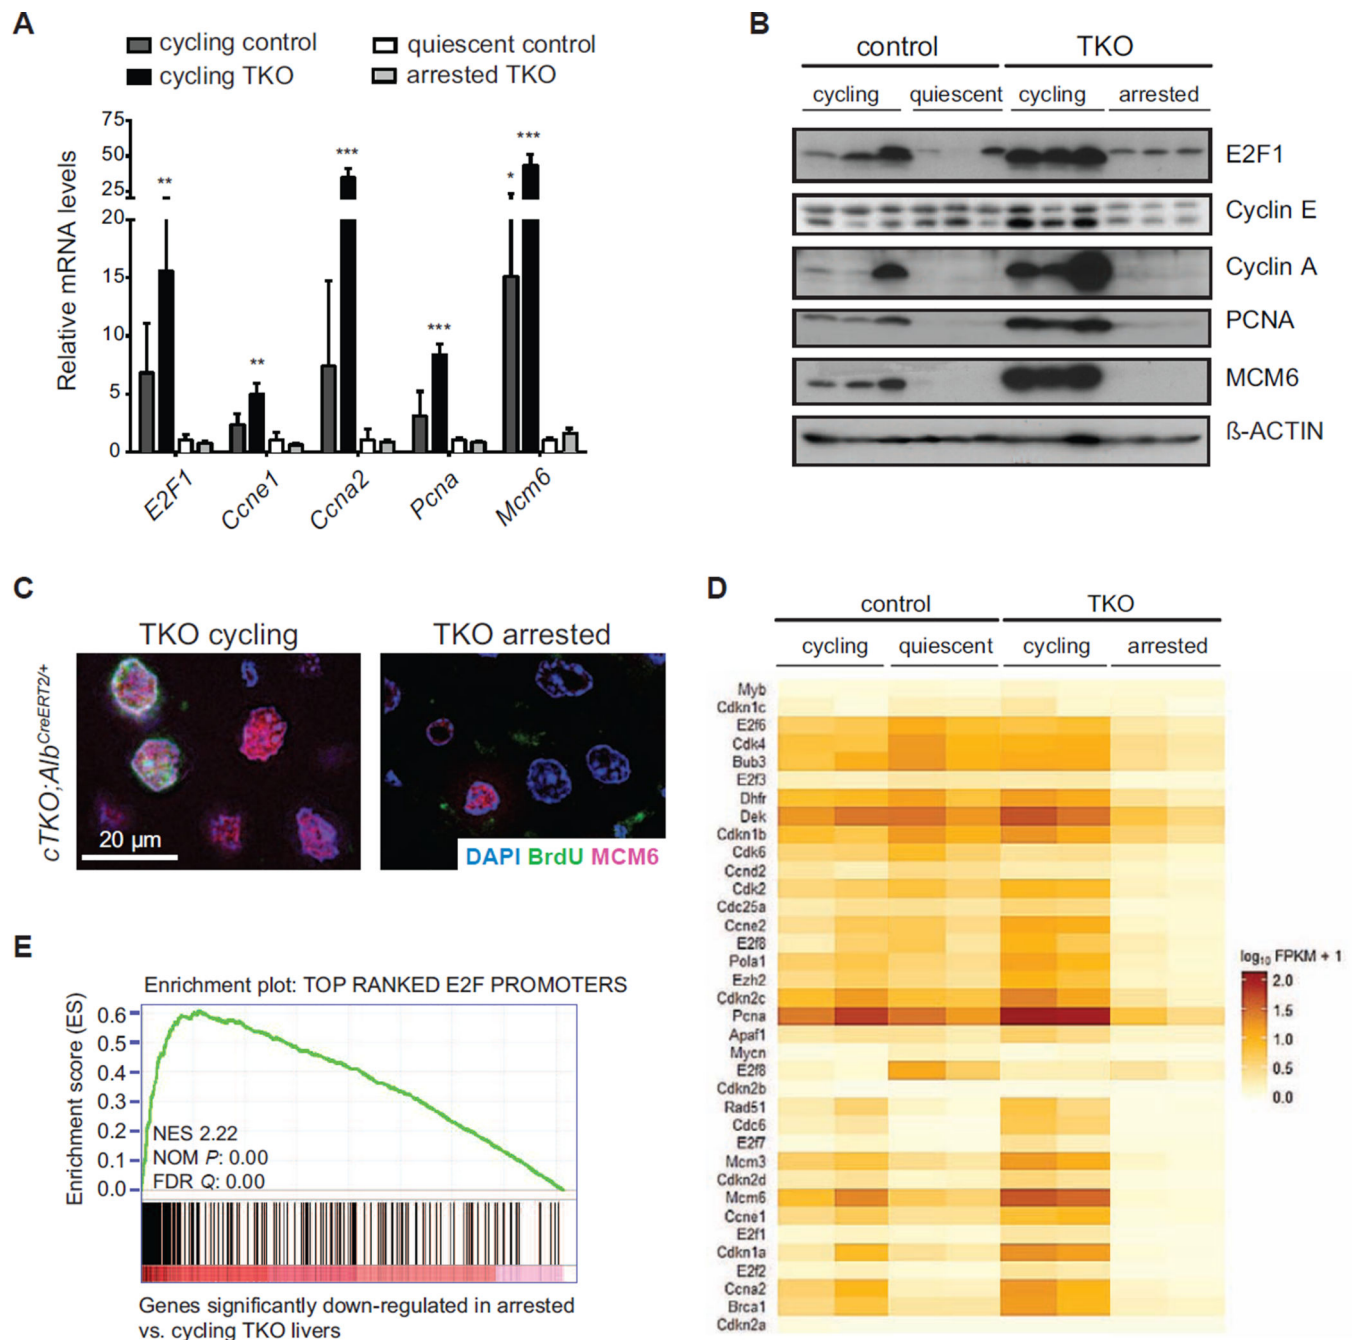 A
cycling control
quiescent control
cycling TKO
arrested TKO
Relative mRNA levels
75
50
25
20
15
10
5
0
**
**
***
***
*
***
E2F1
Ccne1
Ccna2
Pcna
Mcm6
B
control
TKO
cycling
quiescent
cycling
arrested
E2F1
Cyclin E
Cyclin A
PCNA
MCM6
ß-ACTIN
C
TKO cycling
TKO arrested
cTKO;AlbCreERT2/+
20 µm
DAPI BrdU MCM6
D
control
TKO
cycling
quiescent
cycling
arrested
Myb
Cdkn1c
E2f6
Cdk4
Bub3
E2f3
Dhfr
Dek
Cdkn1b
Cdk6
Ccnd2
Cdk2
Cdc25a
Ccne2
E2f8
Pola1
Ezh2
Cdkn2c
Pcna
Apaf1
Mycn
E2f8
Cdkn2b
Rad51
Cdc6
E2f7
Mcm3
Cdkn2d
Mcm6
Ccne1
E2f1
Cdkn1a
E2f2
Ccna2
Brca1
Cdkn2a
log10 FPKM + 1
2.0
1.5
1.0
0.5
0.0
E
Enrichment plot: TOP RANKED E2F PROMOTERS
Enrichment score (ES)
0.6
0.5
0.4
0.3
0.2
0.1
0.0
NES 2.22
NOM P: 0.00
FDR Q: 0.00
Genes significantly down-regulated in arrested
vs. cycling TKO livers